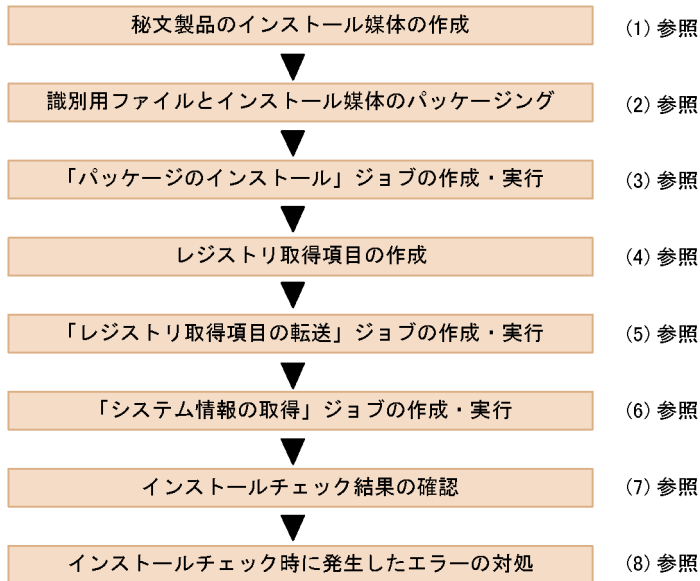 秘文製品のインストール媒体の作成 (1)参照
識別用ファイルとインストール媒体のパッケージング (2)参照
「パッケージのインストール」ジョブの作成・実行 (3)参照
レジストリ取得項目の作成 (4)参照
「レジストリ取得項目の転送」ジョブの作成・実行 (5)参照
「システム情報の取得」ジョブの作成・実行 (6)参照
インストールチェック結果の確認 (7)参照
インストールチェック時に発生したエラーの対処 (8)参照